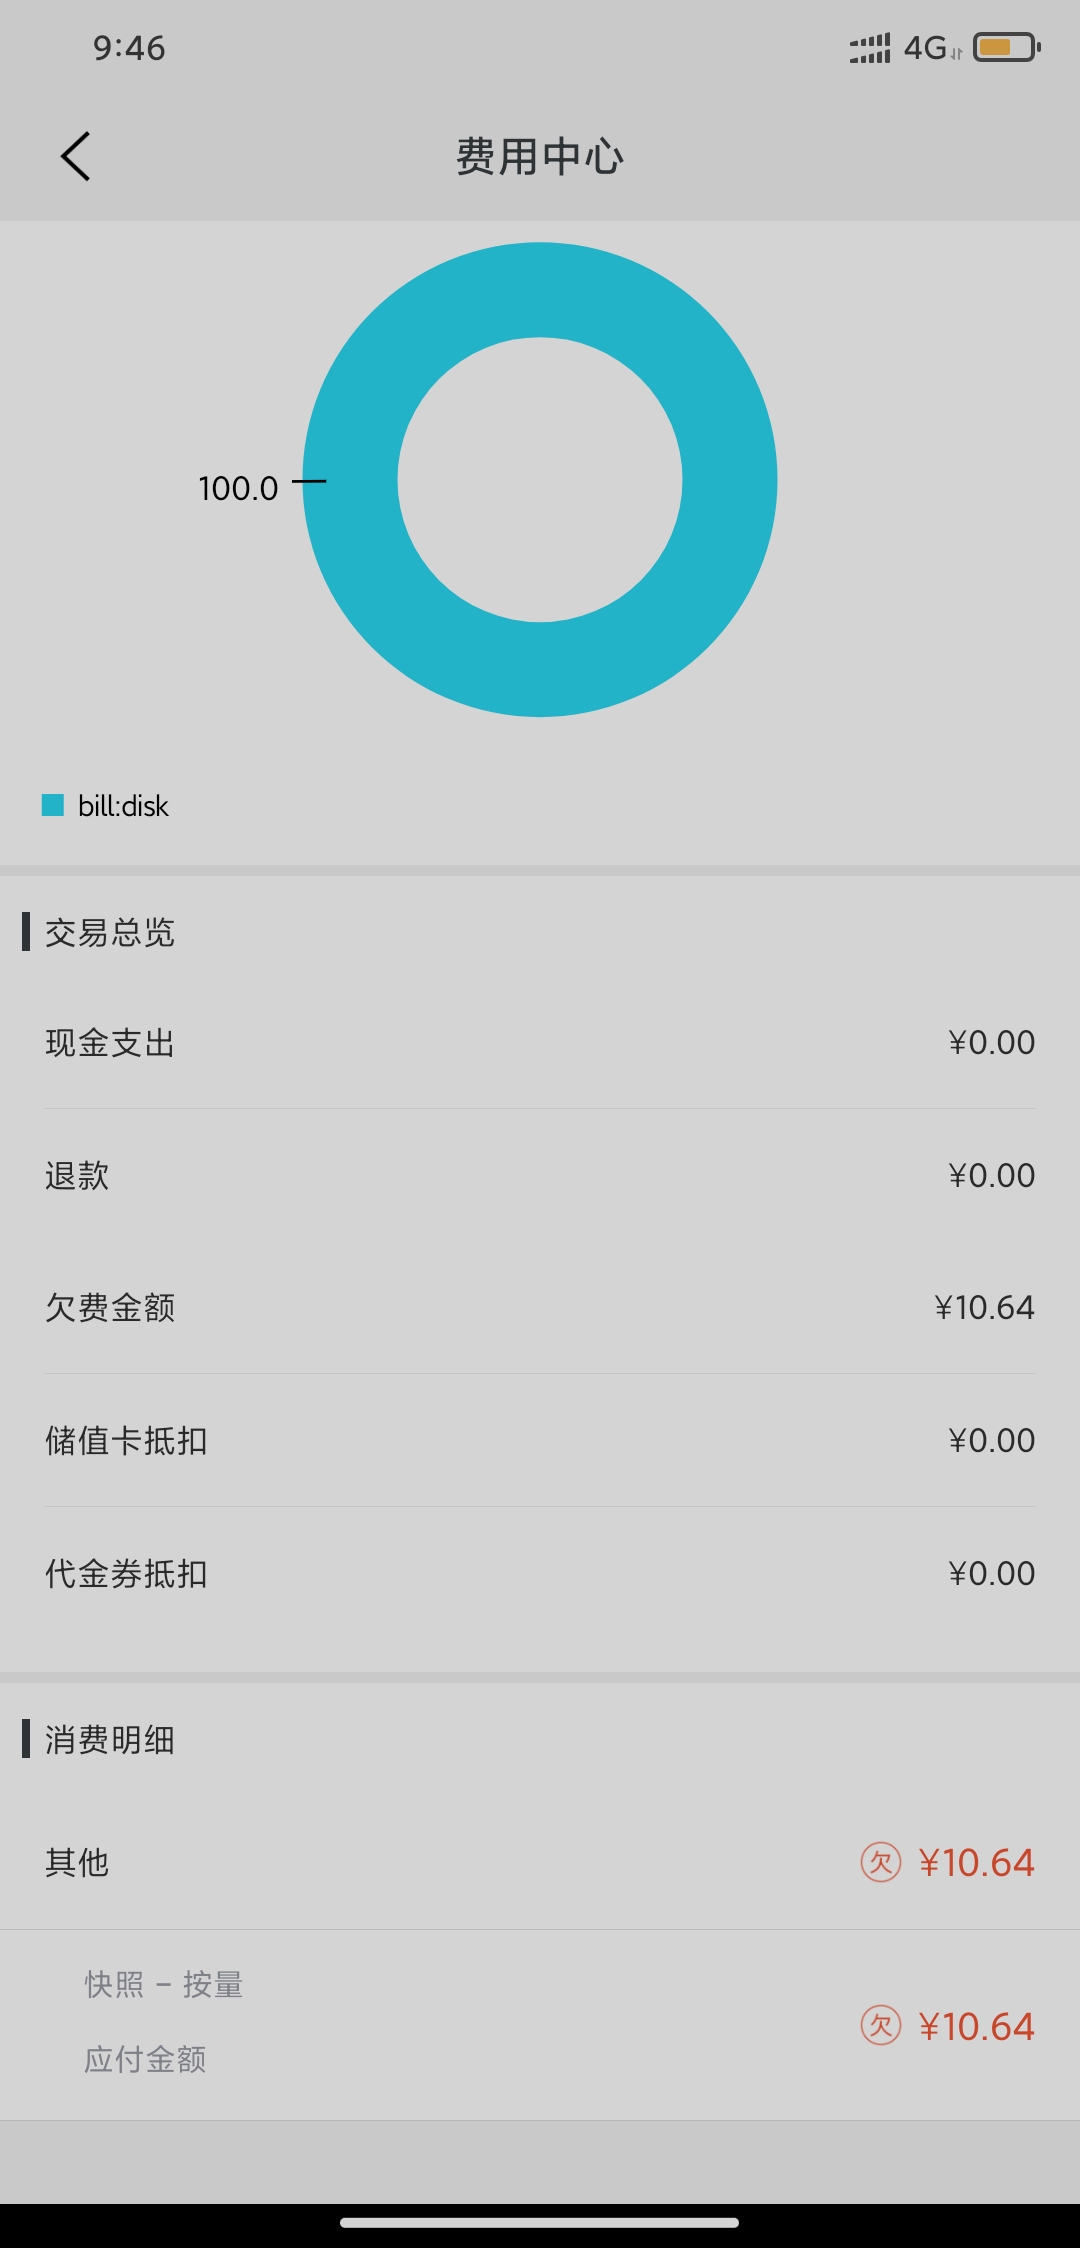 9:46
4G
费用中心
100.0
bill:disk
交易总览
现金支出 ¥0.00
退款 ¥0.00
欠费金额 ¥10.64
储值卡抵扣 ¥0.00
代金券抵扣 ¥0.00
消费明细
其他 欠 ¥10.64
快照 - 按量
欠 ¥10.64
应付金额